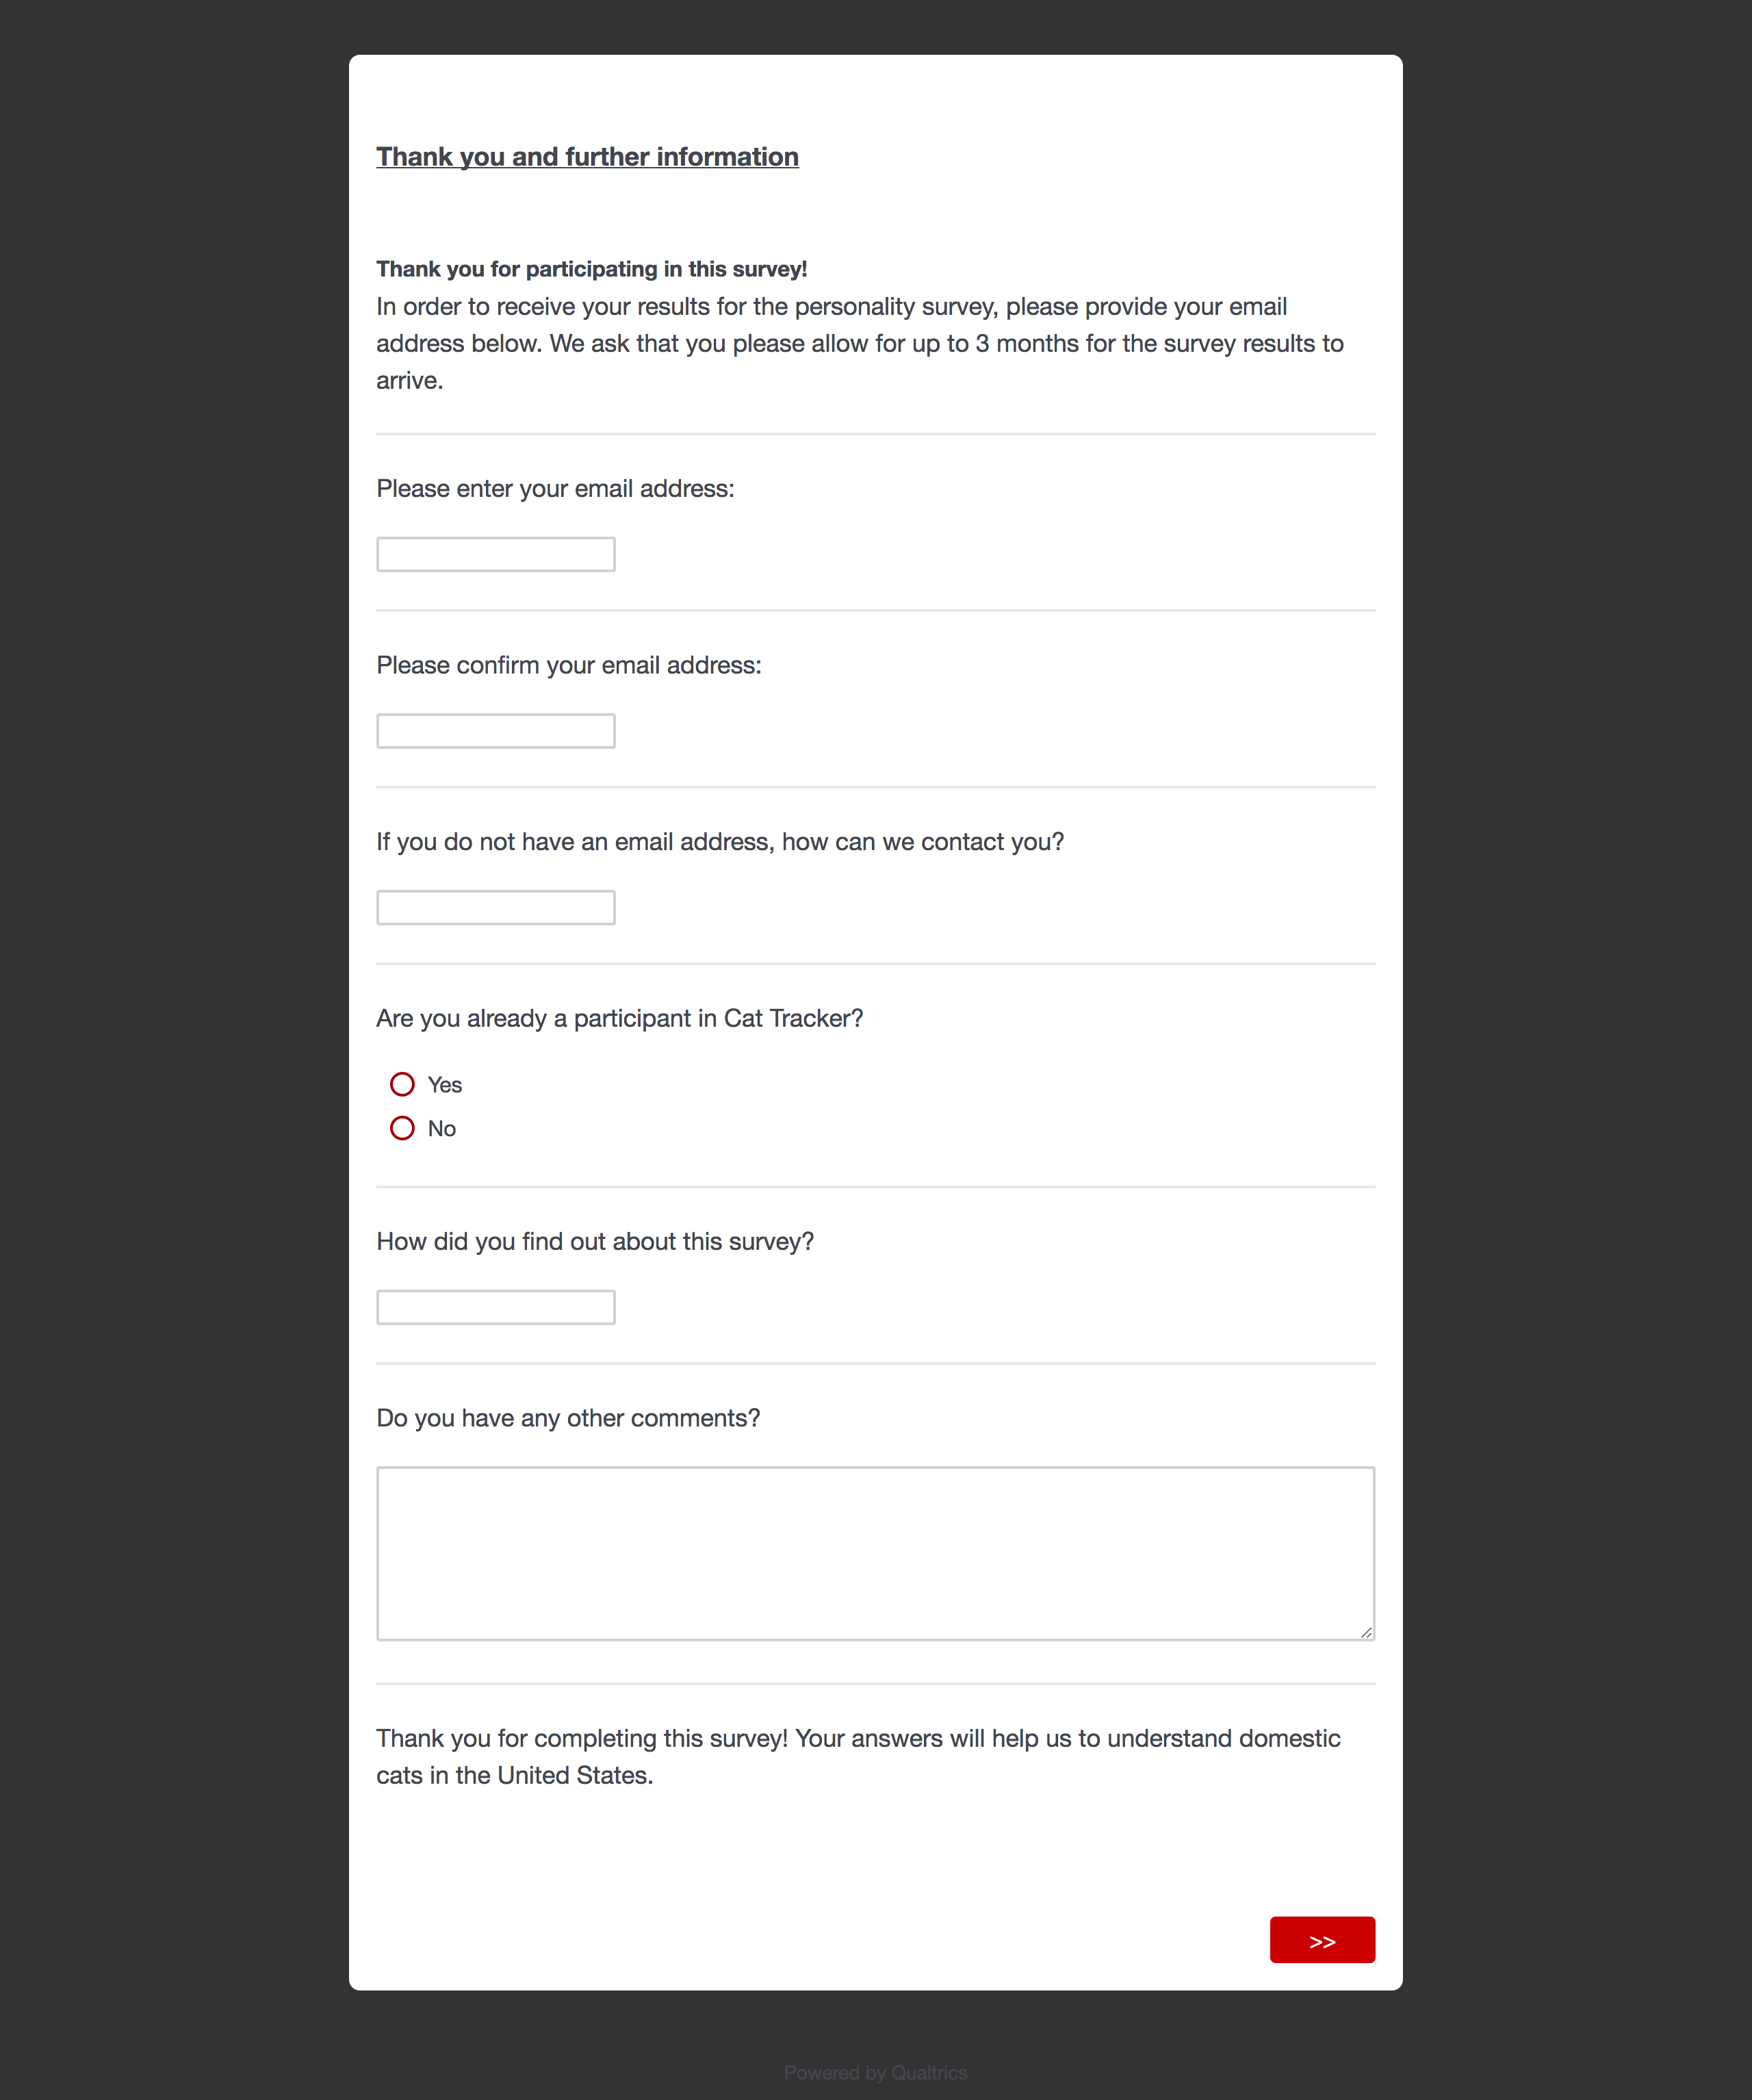 Thank you and further information
Thank you for participating in this survey!
In order to receive your results for the personality survey, please provide your email
address below. We ask that you please allow for up to 3 months for the survey results to
arrive.
Please enter your email address:
Please confirm your email address:
If you do not have an email address, how can we contact you?
Are you already a participant in Cat Tracker?
Yes
No
How did you find out about this survey?
Do you have any other comments?
Thank you for completing this survey! Your answers will help us to understand domestic
cats in the United States.
>>
Powered by Qualtrics